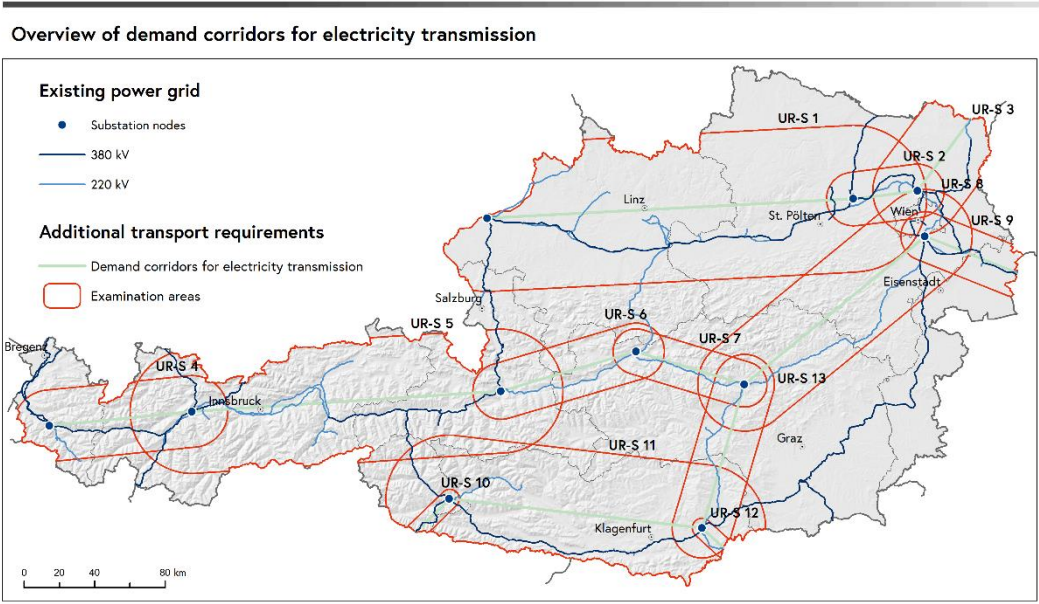 Overview of demand corridors for electricity transmission
Existing power grid
Substation nodes
380 kV
220 kV
Additional transport requirements
Demand corridors for electricity transmission
Examination areas
UR-S 3
UR-S 1
UR-S 2
UR-S 8
Linz
St. Pölten
Wien
UR-S 9
Eisenstadt
Salzburg
UR-S 6
UR-S 5
UR-S 7
Bregenz
UR-S 4
UR-S 13
Innsbruck
Graz
UR-S 11
UR-S 10
UR-S 12
Klagenfurt
0 20 40 80 km